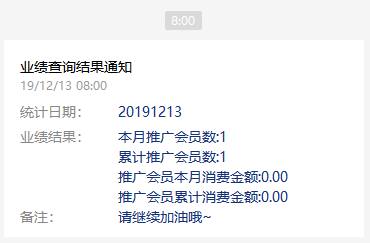 8:00
业绩查询结果通知
19/12/13 08:00
统计日期： 20191213
业绩结果： 本月推广会员数:1
累计推广会员数:1
推广会员本月消费金额:0.00
推广会员累计消费金额:0.00
备注： 请继续加油哦~